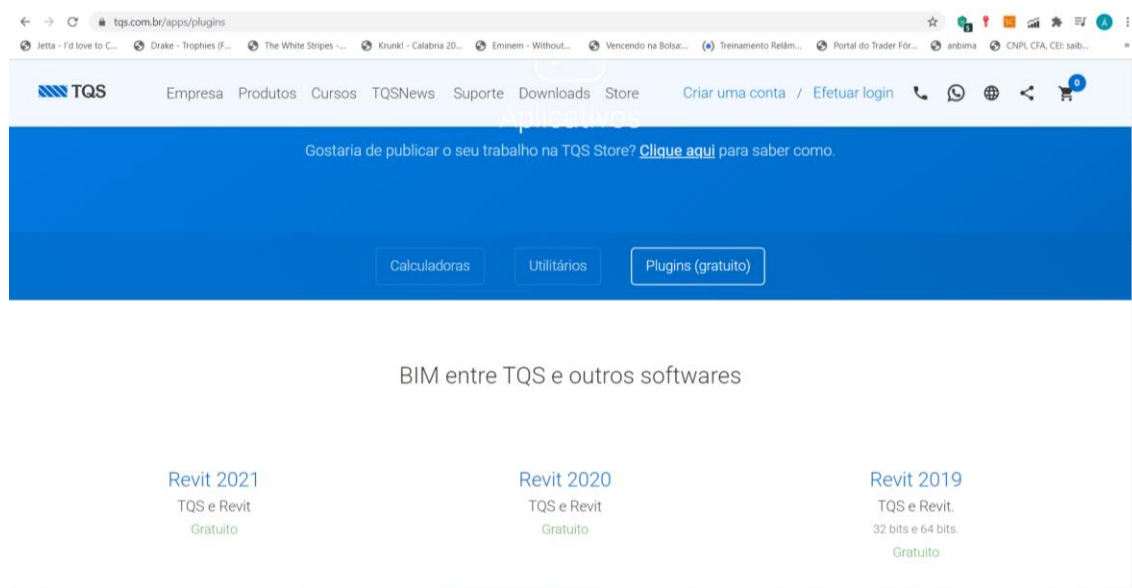 tqs.com.br/apps/plugins
Jetta - I'd love to C... Drake - Trophies (F... The White Stripes -... Krunk! - Calabria 20... Eminem - Without... Vencendo na Bolsa:... Treinamento Relâm... Portal do Trader Fór... anbima CNPI, CFA, CEI: saib... »
TQS Empresa Produtos Cursos TQSNews Suporte Downloads Store Criar uma conta / Efetuar login 0
Aplicativos
Gostaria de publicar o seu trabalho na TQS Store? Clique aqui para saber como.
Calculadoras Utilitários Plugins (gratuito)
BIM entre TQS e outros softwares
Revit 2021 Revit 2020 Revit 2019
TQS e Revit TQS e Revit TQS e Revit.
Gratuito Gratuito 32 bits e 64 bits.
Gratuito